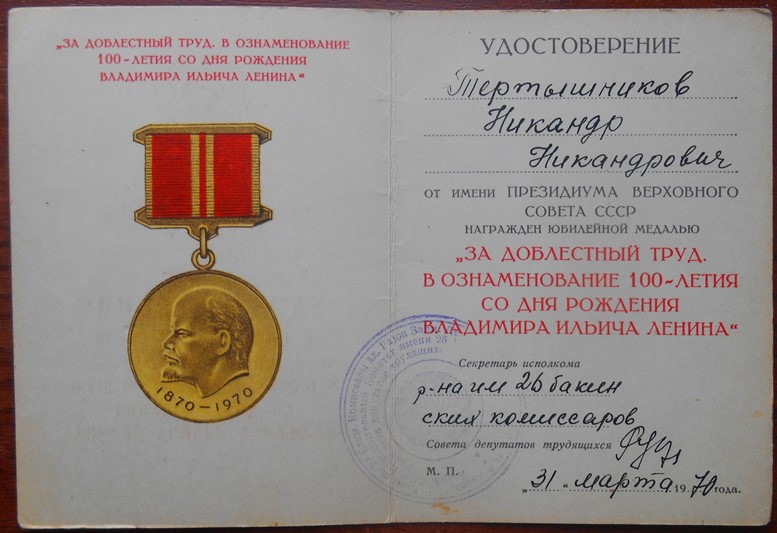 „ЗА ДОБЛЕСТНЫЙ ТРУД. В ОЗНАМЕНОВАНИЕ
100-ЛЕТИЯ СО ДНЯ РОЖДЕНИЯ
ВЛАДИМИРА ИЛЬИЧА ЛЕНИНА“
1870–1970
УДОСТОВЕРЕНИЕ
Тертышников
Никандр
Никандрович
ОТ ИМЕНИ ПРЕЗИДИУМА ВЕРХОВНОГО
СОВЕТА СССР
НАГРАЖДЕН ЮБИЛЕЙНОЙ МЕДАЛЬЮ
„ЗА ДОБЛЕСТНЫЙ ТРУД.
В ОЗНАМЕНОВАНИЕ 100-ЛЕТИЯ
СО ДНЯ РОЖДЕНИЯ
ВЛАДИМИРА ИЛЬИЧА ЛЕНИНА“
Секретарь исполкома
р-на им 26 бакин
ских комиссаров
Совета депутатов трудящихся
М. П.
„31“ марта 1970 года.